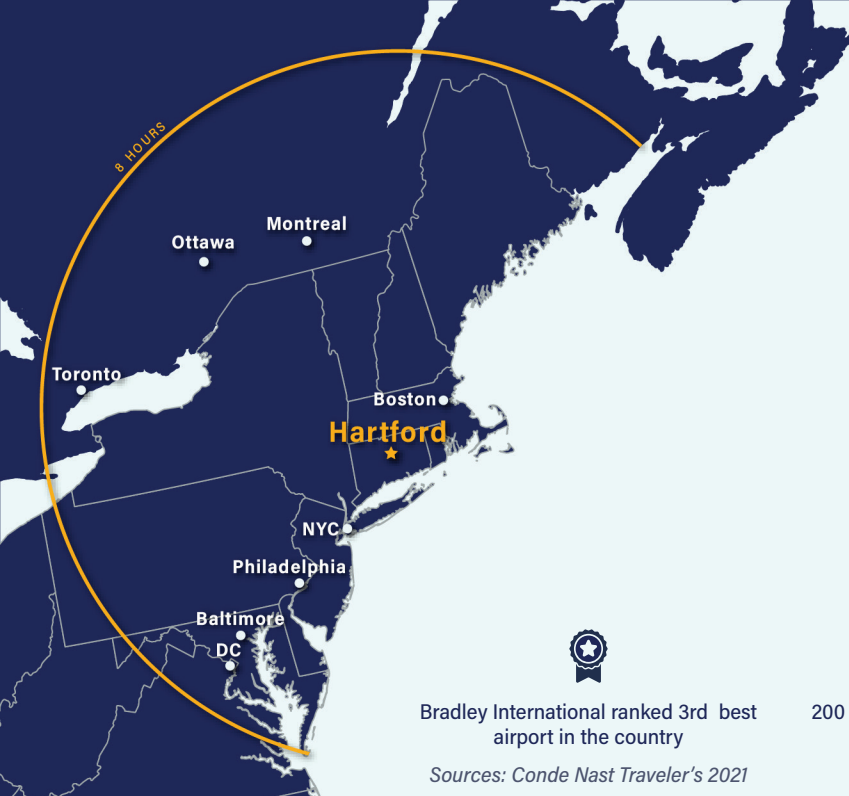 8 HOURS
Montreal
Ottawa
Toronto
Boston
Hartford
NYC
Philadelphia
Baltimore
DC
Bradley International ranked 3rd best
200
airport in the country
Sources: Conde Nast Traveler's 2021